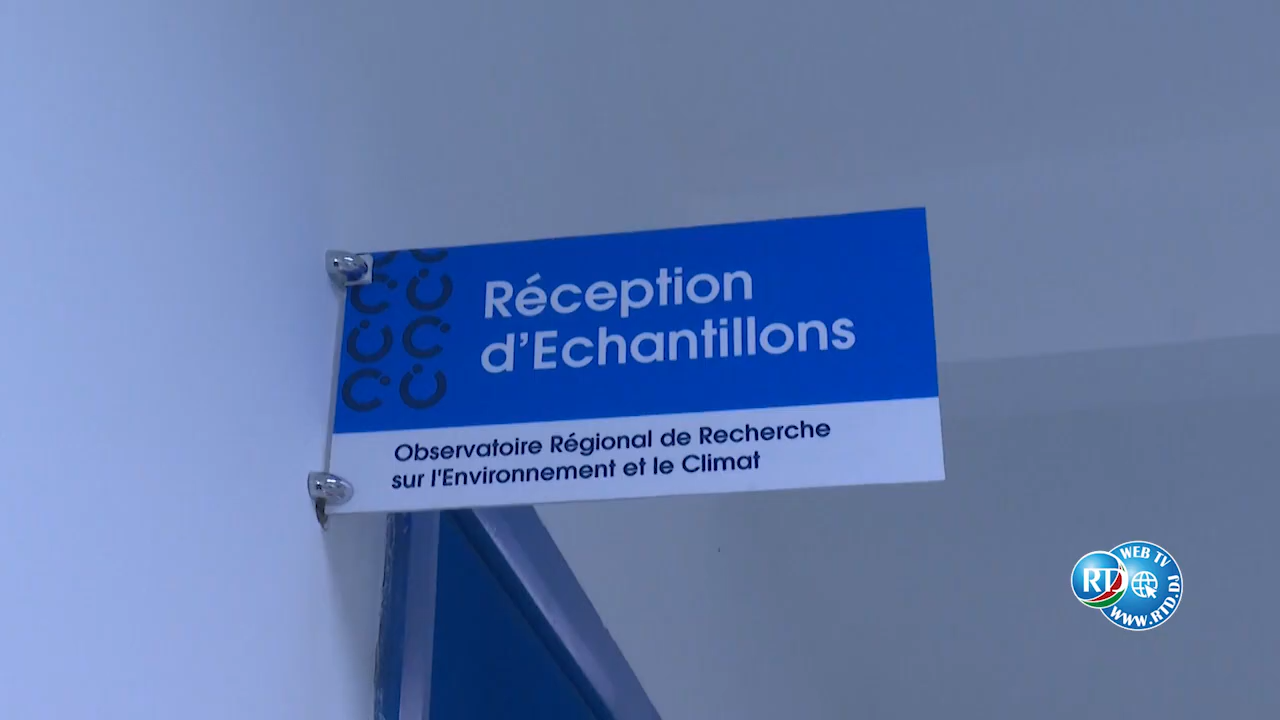 Réception
d'Echantillons
Observatoire Régional de Recherche
sur l'Environnement et le Climat
WEB TV
RTD
WWW.RTD.DJ